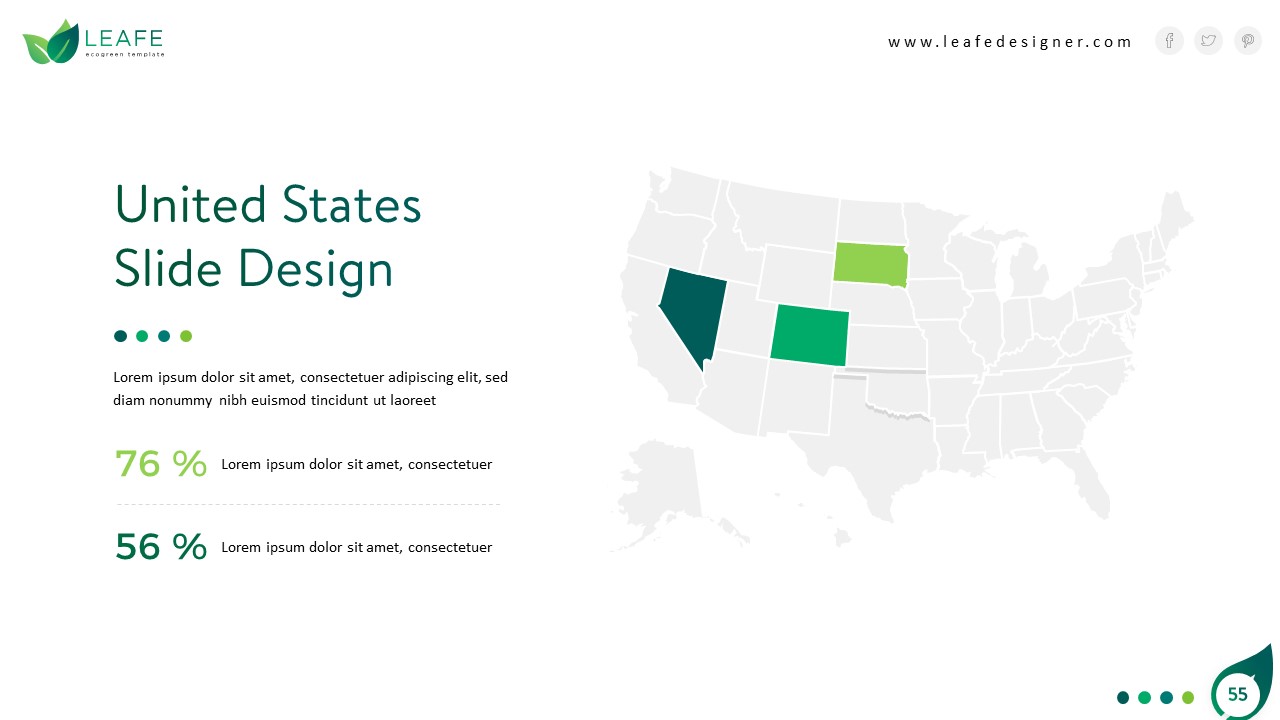 LEAFE
ecogreen template
www.leafedesigner.com
United States
Slide Design
Lorem ipsum dolor sit amet, consectetuer adipiscing elit, sed
diam nonummy nibh euismod tincidunt ut laoreet
76 % Lorem ipsum dolor sit amet, consectetuer
56 % Lorem ipsum dolor sit amet, consectetuer
55